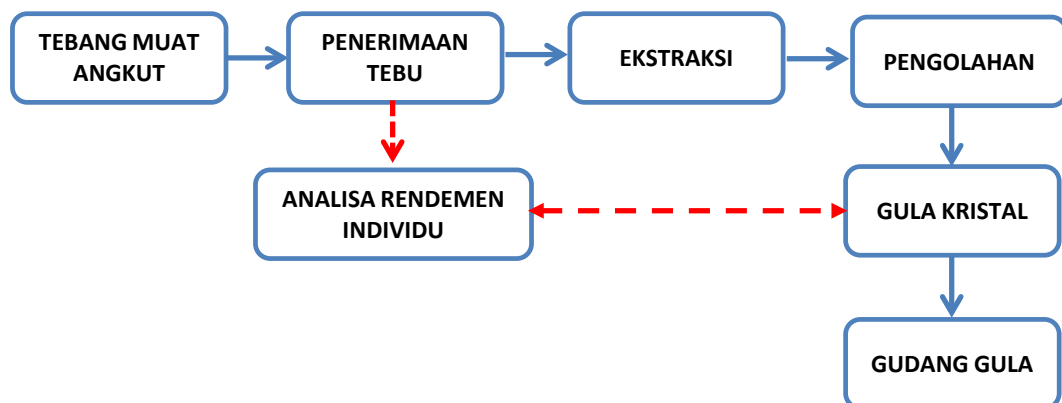 TEBANG MUAT
ANGKUT
PENERIMAAN
TEBU
EKSTRAKSI
PENGOLAHAN
ANALISA RENDEMEN
INDIVIDU
GULA KRISTAL
GUDANG GULA